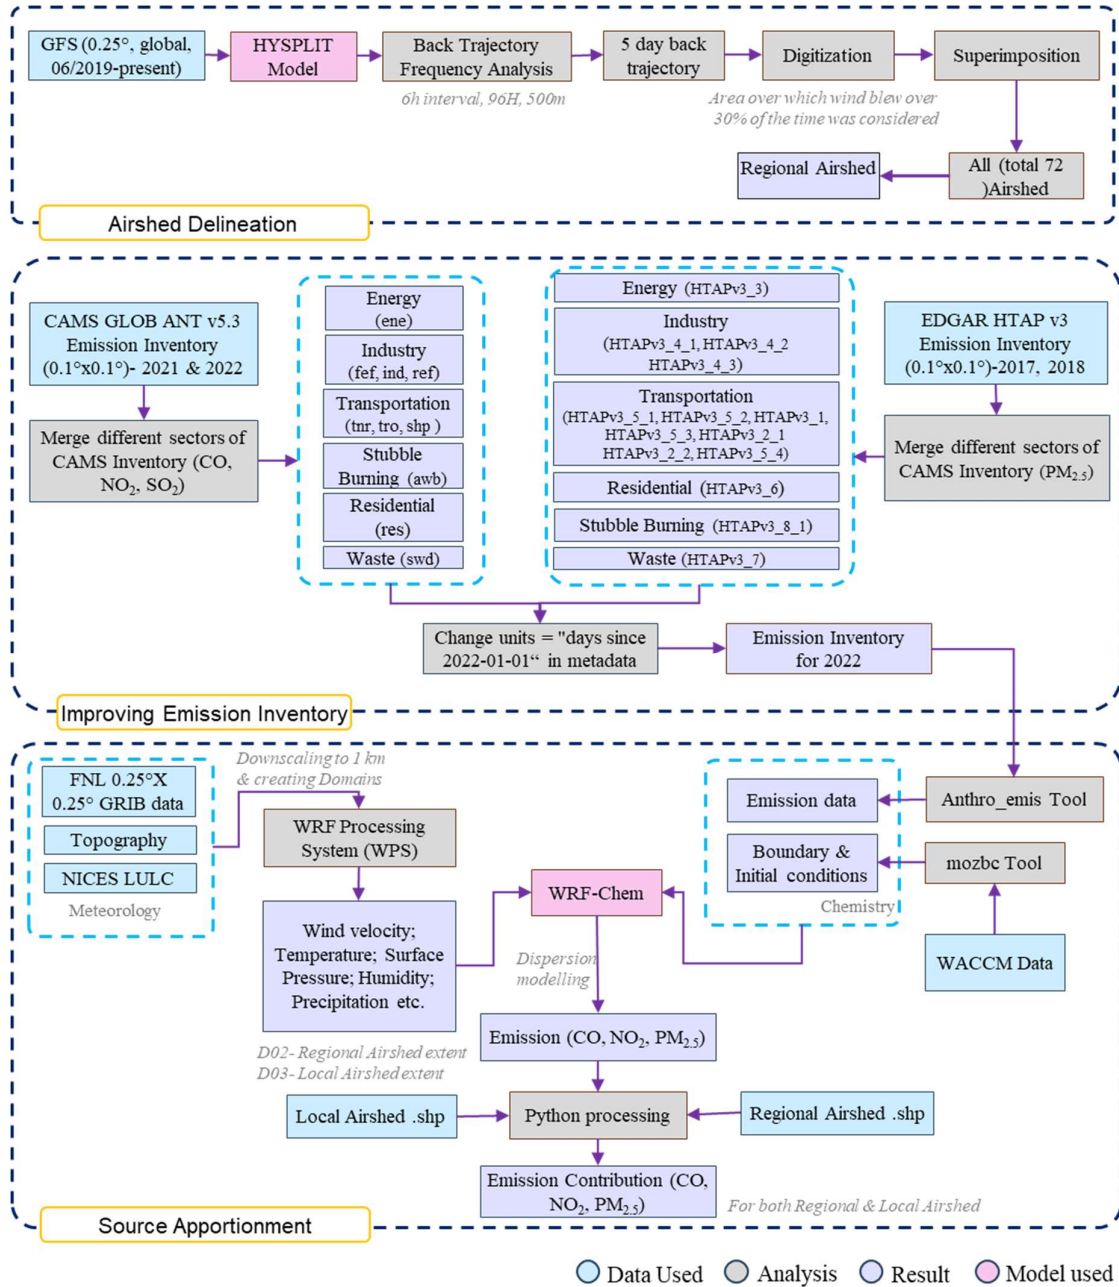 GFS (0.25°, global,
06/2019-present)
HYSPLIT
Model
Back Trajectory
Frequency Analysis
6h interval, 96H, 500m
5 day back
trajectory
Digitization
Area over which wind blew over
30% of the time was considered
Superimposition
All (total 72
)Airshed
Regional Airshed
Airshed Delineation
CAMS GLOB ANT v5.3
Emission Inventory
(0.1°x0.1°)- 2021 & 2022
Merge different sectors of
CAMS Inventory (CO,
NO₂, SO₂)
Energy
(ene)
Industry
(fef, ind, ref)
Transportation
(tnr, tro, shp )
Stubble
Burning (awb)
Residential
(res)
Waste (swd)
Energy (HTAPv3_3)
Industry
(HTAPv3_4_1, HTAPv3_4_2
HTAPv3_4_3)
Transportation
(HTAPv3_5_1, HTAPv3_5_2, HTAPv3_1,
HTAPv3_5_3, HTAPv3_2_1
HTAPv3_2_2, HTAPv3_5_4)
Residential (HTAPv3_6)
Stubble Burning (HTAPv3_8_1)
Waste (HTAPv3_7)
EDGAR HTAP v3
Emission Inventory
(0.1°x0.1°)-2017, 2018
Merge different sectors of
CAMS Inventory (PM₂.₅)
Change units = "days since
2022-01-01“ in metadata
Emission Inventory
for 2022
Improving Emission Inventory
FNL 0.25°X
0.25° GRIB data
Topography
NICES LULC
Meteorology
Downscaling to 1 km
& creating Domains
WRF Processing
System (WPS)
Wind velocity;
Temperature; Surface
Pressure; Humidity;
Precipitation etc.
D02- Regional Airshed extent
D03- Local Airshed extent
WRF-Chem
Dispersion
modelling
Emission data
Boundary &
Initial conditions
Chemistry
Anthro_emis Tool
mozbc Tool
WACCM Data
Emission (CO, NO₂, PM₂.₅)
Local Airshed .shp
Python processing
Regional Airshed .shp
Emission Contribution (CO,
NO₂, PM₂.₅)
For both Regional & Local Airshed
Source Apportionment
Data Used
Analysis
Result
Model used